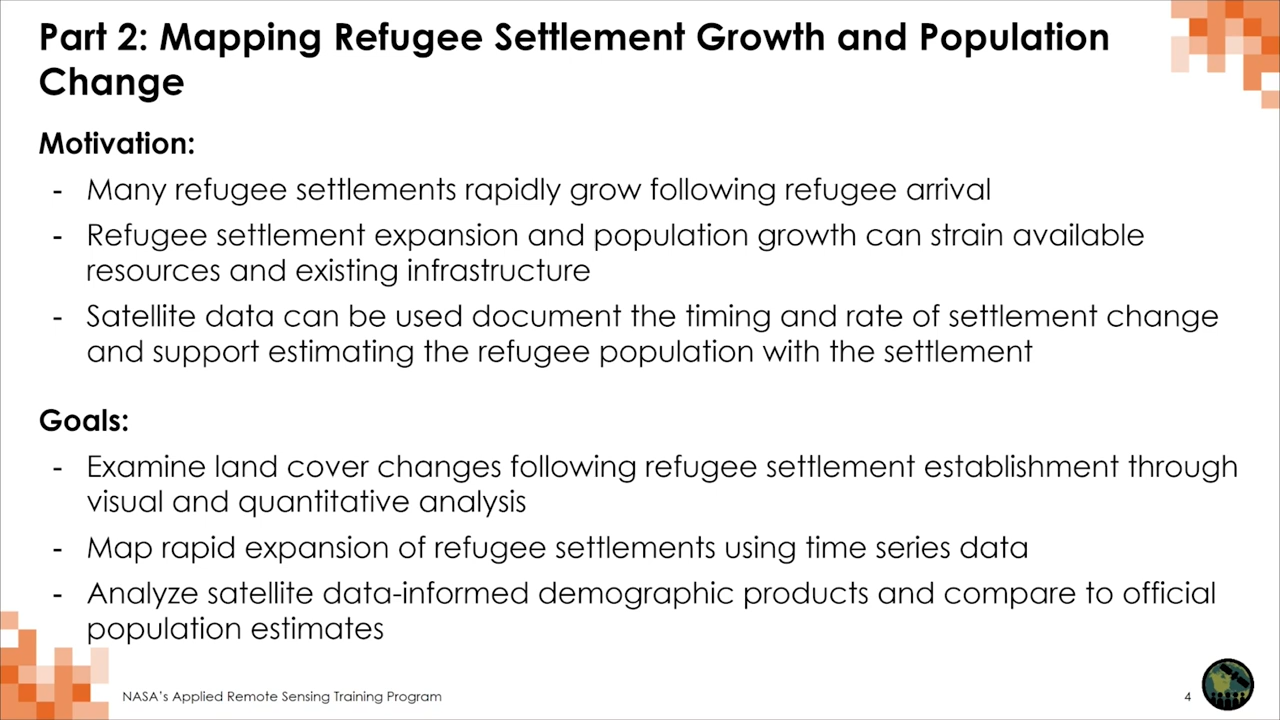 Part 2: Mapping Refugee Settlement Growth and Population
Change
Motivation:
- Many refugee settlements rapidly grow following refugee arrival
- Refugee settlement expansion and population growth can strain available
resources and existing infrastructure
- Satellite data can be used document the timing and rate of settlement change
and support estimating the refugee population with the settlement
Goals:
- Examine land cover changes following refugee settlement establishment through
visual and quantitative analysis
- Map rapid expansion of refugee settlements using time series data
- Analyze satellite data-informed demographic products and compare to official
population estimates
NASA's Applied Remote Sensing Training Program
4